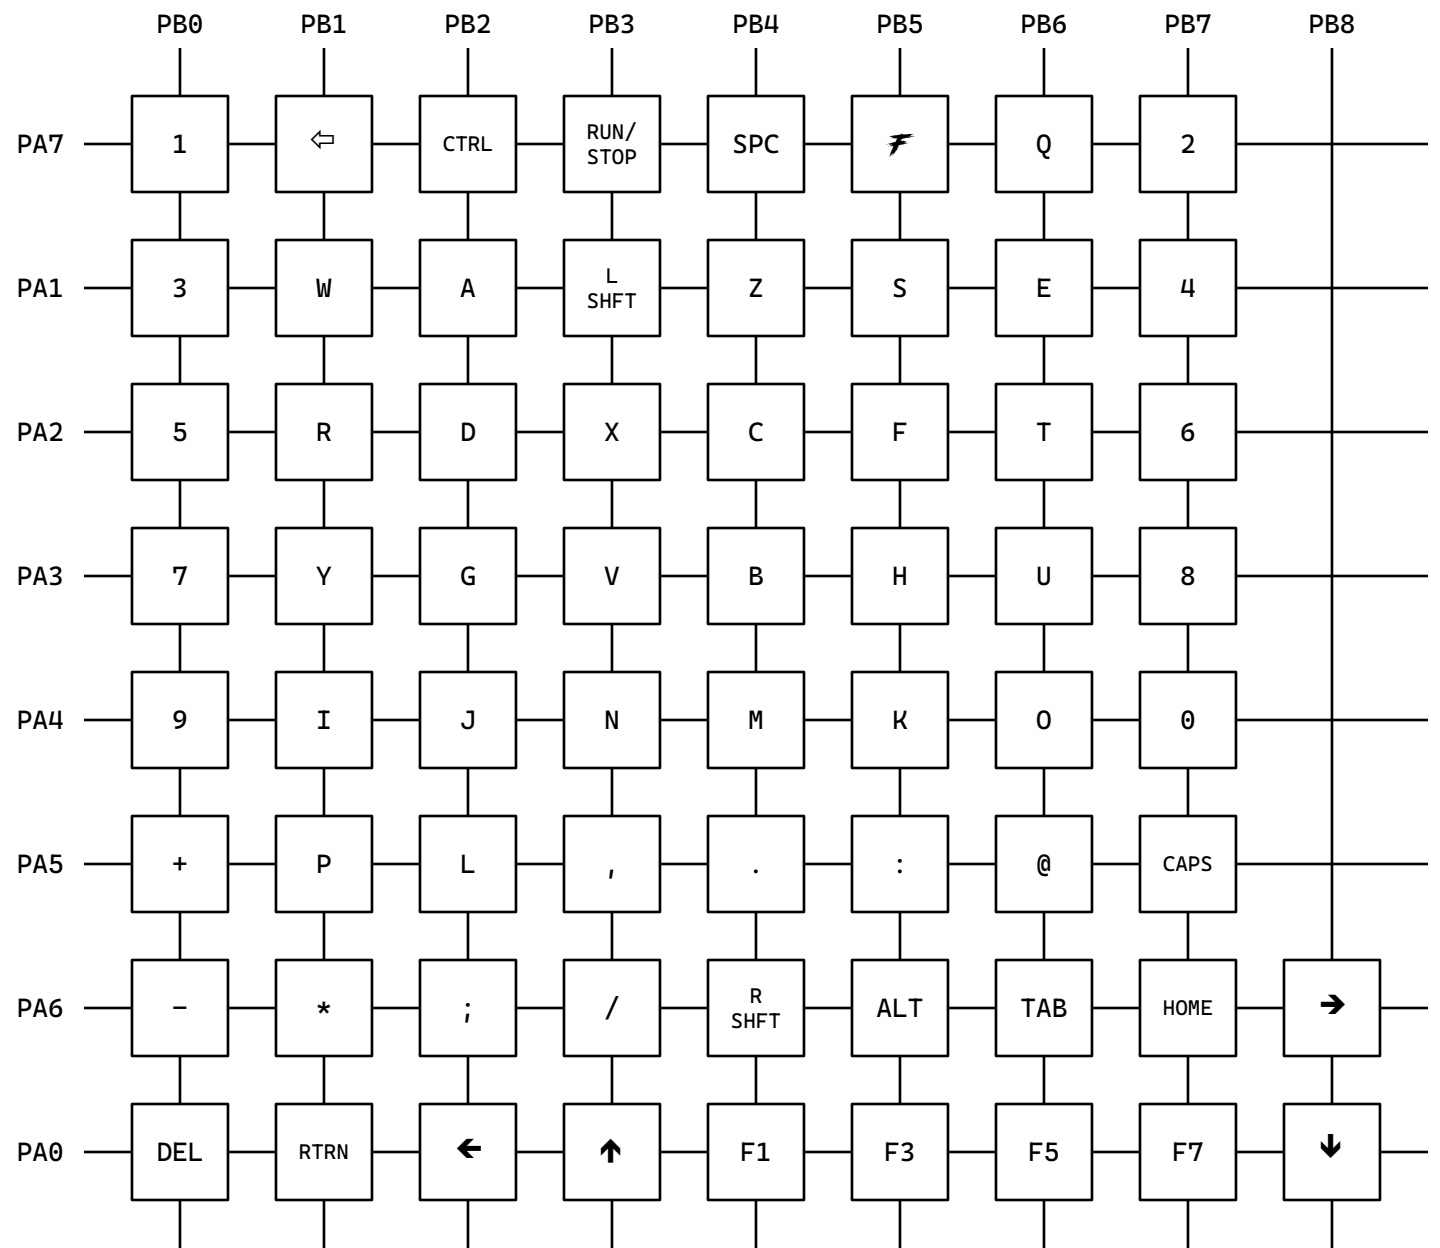 PB0 PB1 PB2 PB3 PB4 PB5 PB6 PB7 PB8
PA7 1 ⇦ CTRL RUN/ STOP SPC F Q 2
PA1 3 W A L SHFT Z S E 4
PA2 5 R D X C F T 6
PA3 7 Y G V B H U 8
PA4 9 I J N M K O 0
PA5 + P L , . : @ CAPS
PA6 - * ; / R SHFT ALT TAB HOME ➔
PA0 DEL RTRN 🡰 🡱 F1 F3 F5 F7 🡳